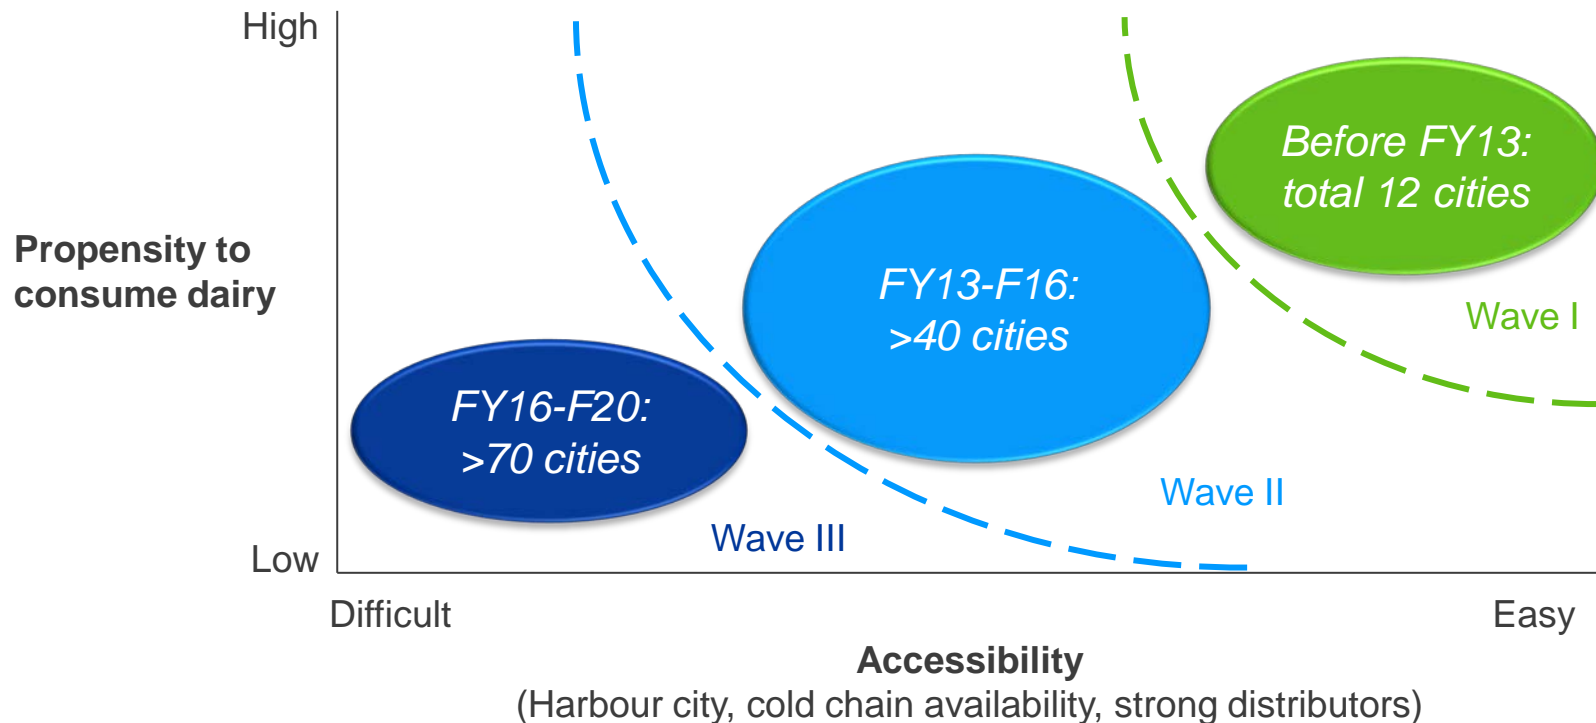 High
Before FY13:
total 12 cities
Propensity to
consume dairy
FY13-F16:
>40 cities
Wave I
FY16-F20:
>70 cities
Wave II
Wave III
Low
Difficult
Easy
Accessibility
(Harbour city, cold chain availability, strong distributors)